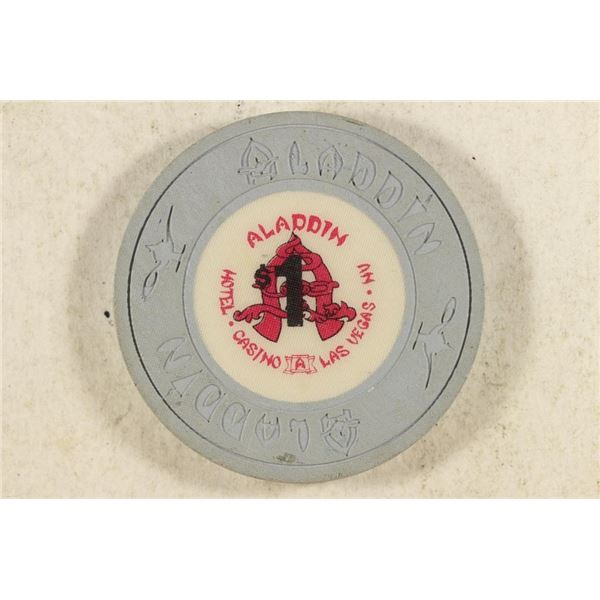 ALADDIN
ALADDIN
$1
HOTEL • CASINO A LAS VEGAS • NV
ALADDIN